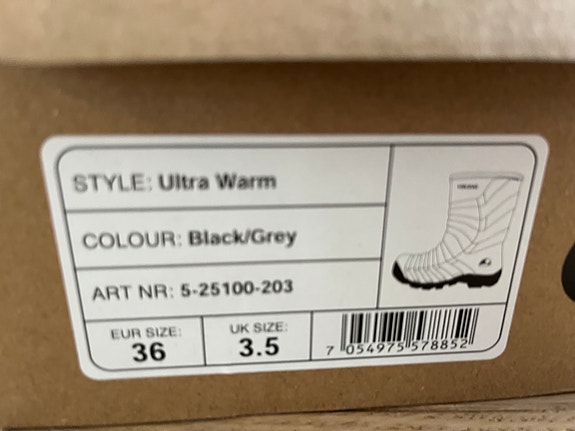 STYLE: Ultra Warm
COLOUR: Black/Grey
ART NR: 5-25100-203
EUR SIZE:
36
UK SIZE:
3.5
7 054975 578852